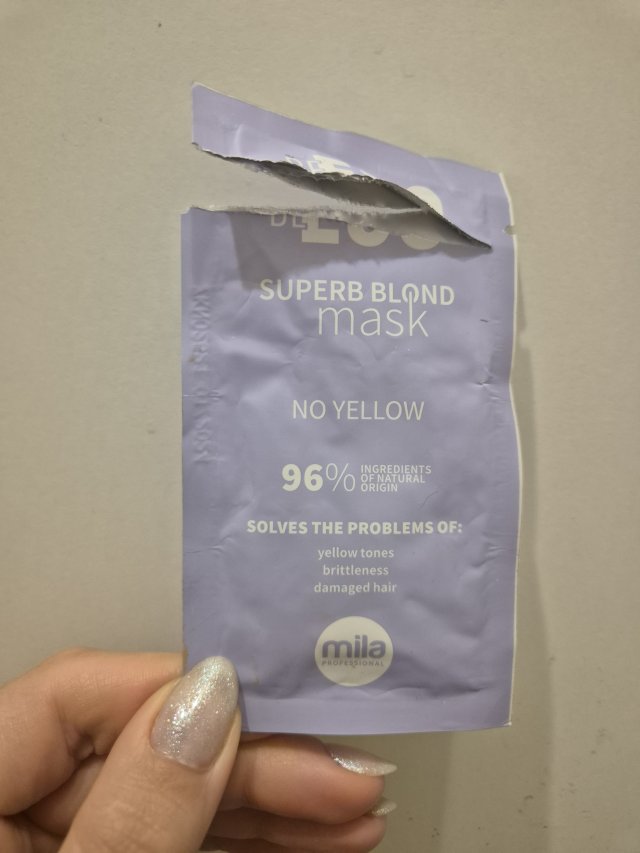 SUPERB BLOND
mask
NO YELLOW
96% INGREDIENTS
OF NATURAL
ORIGIN
SOLVES THE PROBLEMS OF:
yellow tones
brittleness
damaged hair
mila
PROFESSIONAL